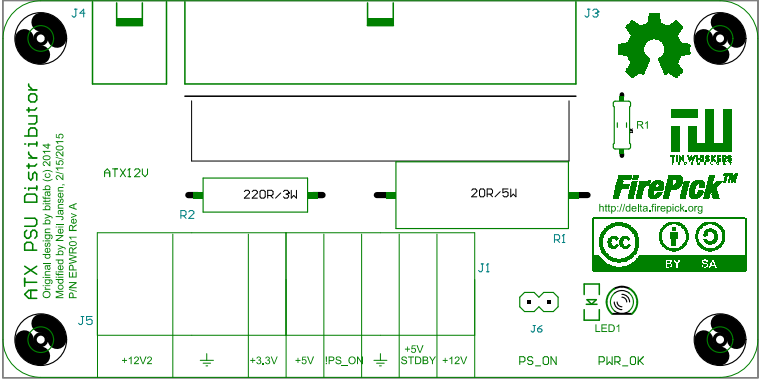 J4
J3
ATX PSU Distributor
Original design by bitfab (c) 2014
Modified by Neil Jansen, 2/15/2015
P/N EPWR01 Rev A
R1
TIN WHISKERS
ATX12V
FirePick™
http://delta.firepick.org
220R/3W
20R/5W
R2
R1
CC
BY SA
J1
J5
J6
LED1
+12V2
+3.3V
+5V
!PS_ON
+5V
STDBY
+12V
PS_ON
PWR_OK